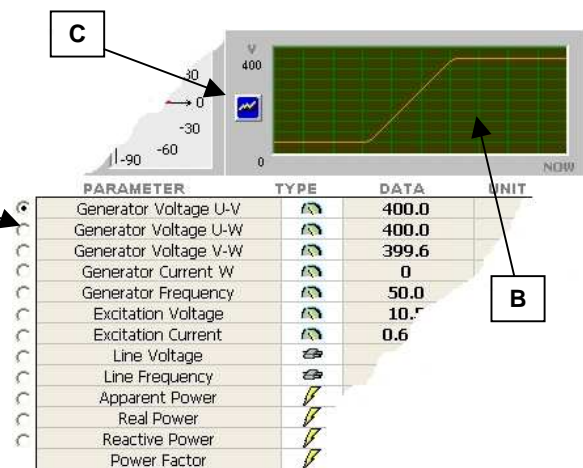 C
V
400
30
0
-30
-60
-90
0
NOW
PARAMETER TYPE DATA UNIT
Generator Voltage U-V 400.0
Generator Voltage U-W 400.0
Generator Voltage V-W 399.6
Generator Current W 0
Generator Frequency 50.0
Excitation Voltage
Excitation Current 0.6
Line Voltage
Line Frequency
Apparent Power
Real Power
Reactive Power
Power Factor
B